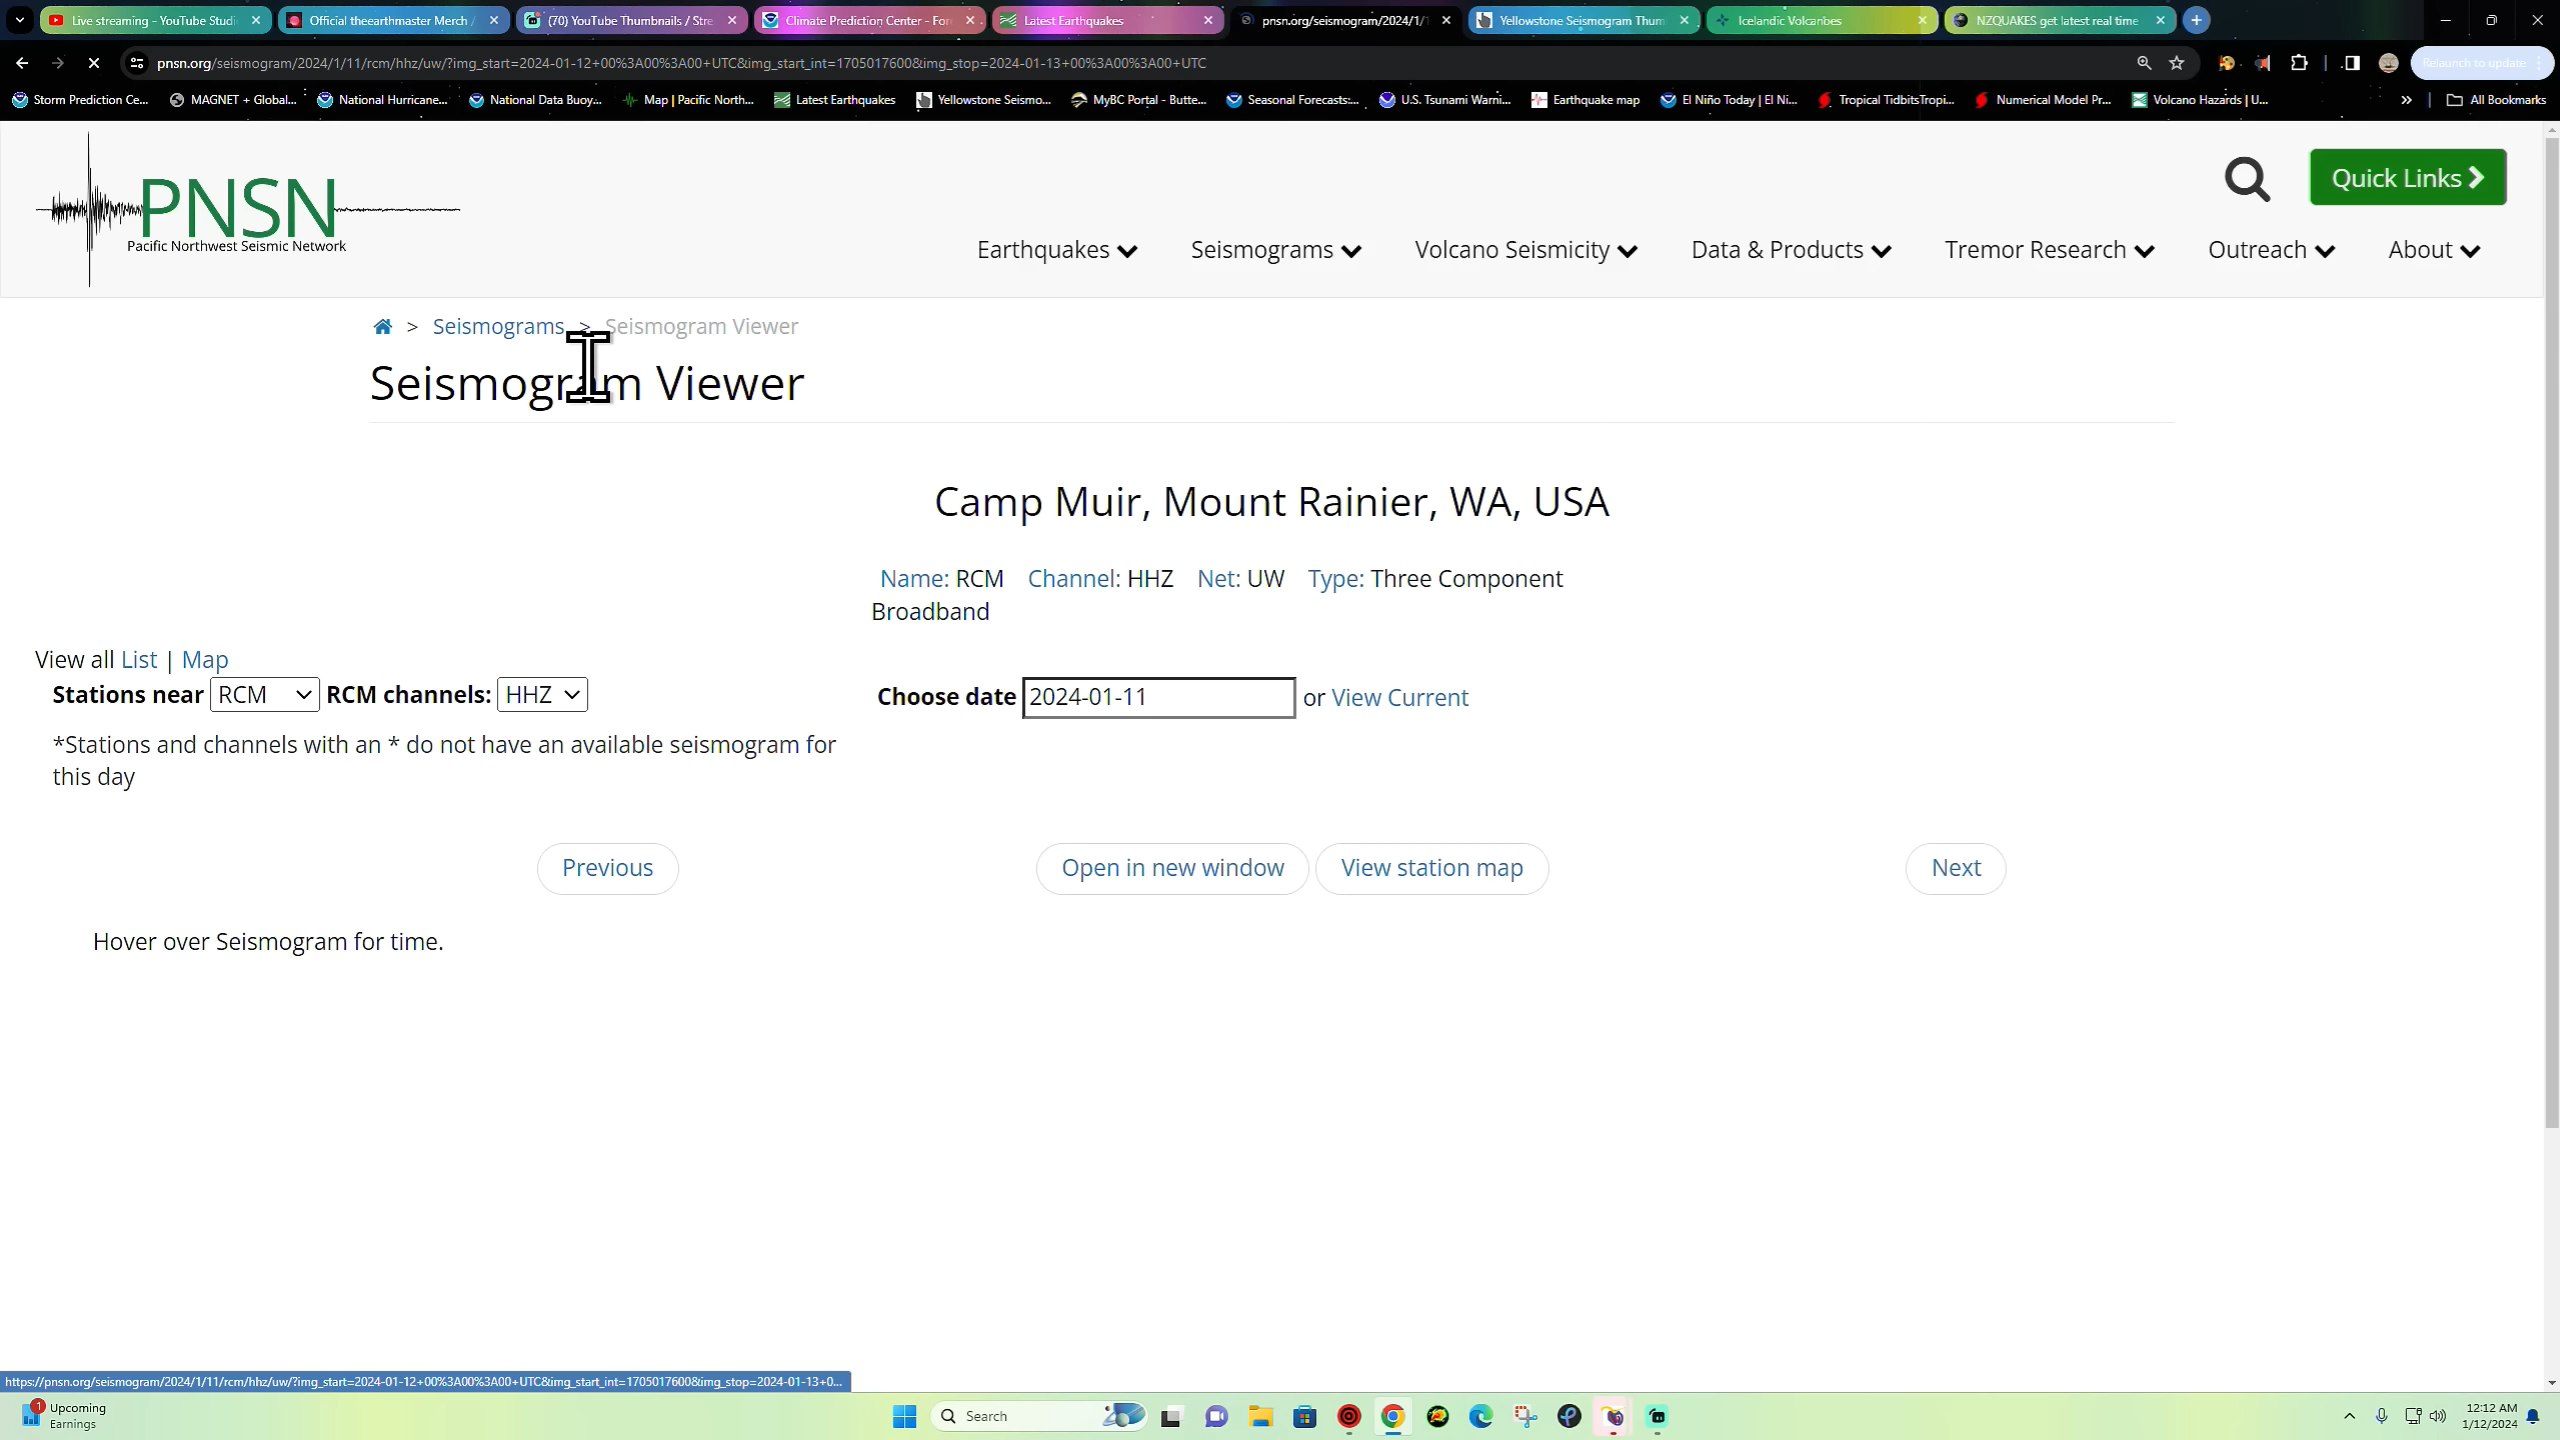 Live streaming - YouTube Studi
Official theearthmaster Merch /
(70) YouTube Thumbnails / Stre
Climate Prediction Center - For
Latest Earthquakes
pnsn.org/seismogram/2024/1/1
Yellowstone Seismogram Thum
Icelandic Volcanoes
NZQUAKES get latest real time
pnsn.org/seismogram/2024/1/11/rcm/hhz/uw/?img_start=2024-01-12+00%3A00%3A00+UTC&img_start_int=1705017600&img_stop=2024-01-13+00%3A00%3A00+UTC
Relaunch to update
Storm Prediction Ce...
MAGNET + Global...
National Hurricane...
National Data Buoy...
Map | Pacific North...
Latest Earthquakes
Yellowstone Seismo...
MyBC Portal - Butte...
Seasonal Forecasts:...
U.S. Tsunami Warni...
Earthquake map
El Niño Today | El Ni...
Tropical TidbitsTropi...
Numerical Model Pr...
Volcano Hazards | U...
»
All Bookmarks
PNSN
Pacific Northwest Seismic Network
Quick Links
Earthquakes
Seismograms
Volcano Seismicity
Data & Products
Tremor Research
Outreach
About
> Seismograms > Seismogram Viewer
Seismogram Viewer
Camp Muir, Mount Rainier, WA, USA
Name: RCM Channel: HHZ Net: UW Type: Three Component
Broadband
View all List | Map
Stations near RCM RCM channels: HHZ
Choose date 2024-01-11 or View Current
*Stations and channels with an * do not have an available seismogram for
this day
Previous
Open in new window
View station map
Next
Hover over Seismogram for time.
https://pnsn.org/seismogram/2024/1/11/rcm/hhz/uw/?img_start=2024-01-12+00%3A00%3A00+UTC&img_start_int=1705017600&img_stop=2024-01-13+0...
1
Upcoming
Earnings
Search
12:12 AM
1/12/2024